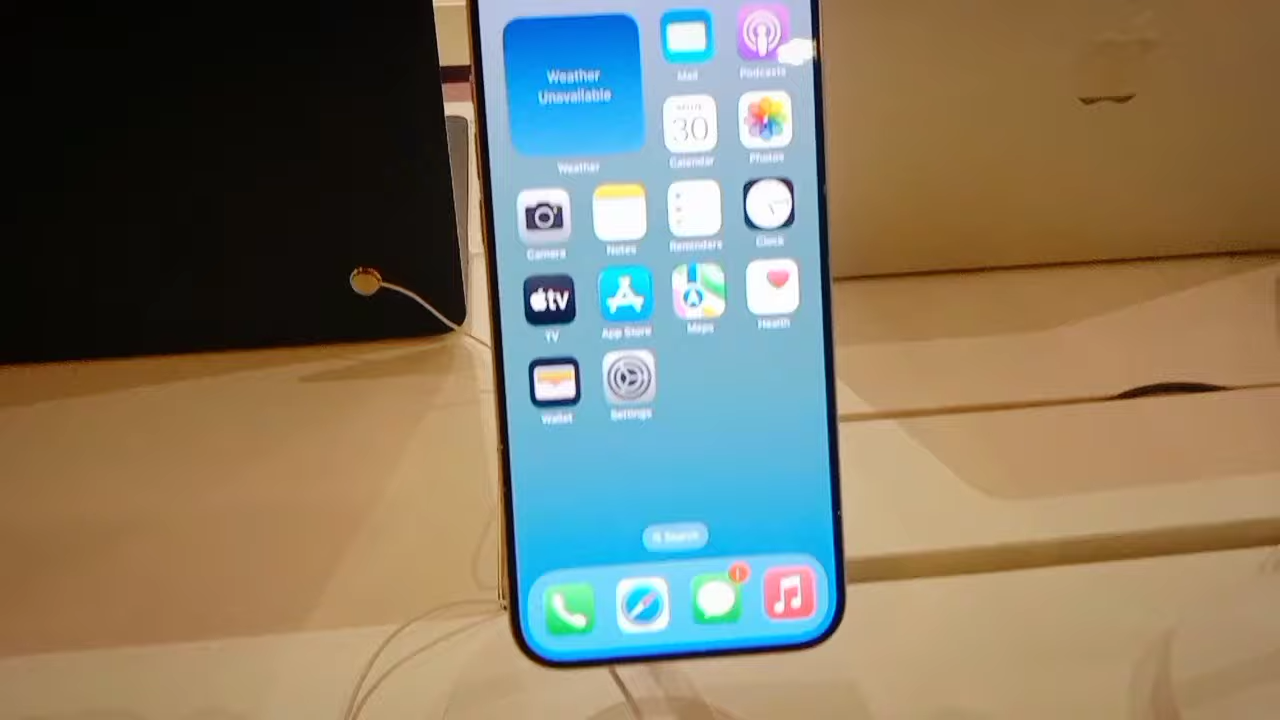 Weather
Unavailable
Weather
Mail
Podcasts
30
Calendar
Photos
Camera
Notes
Reminders
Clock
tv
TV
App Store
Maps
Health
Wallet
Settings
Search